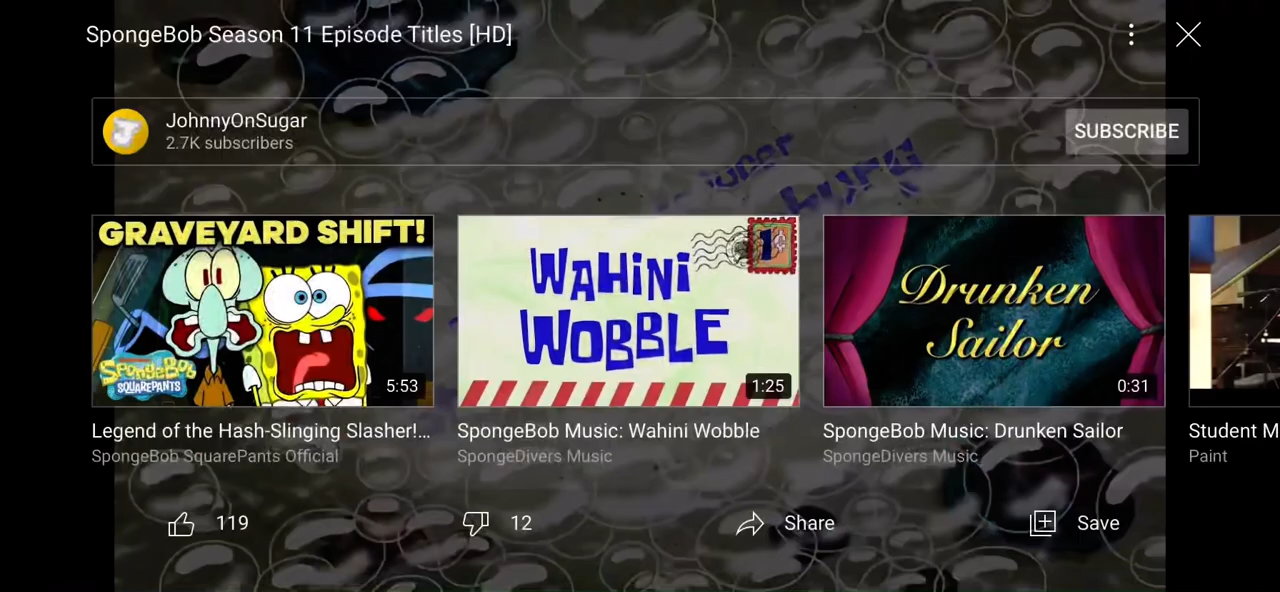 SpongeBob Season 11 Episode Titles [HD]
JohnnyOnSugar
2.7K subscribers
SUBSCRIBE
GRAVEYARD SHIFT!
SpongeBob
SQUAREPANTS
5:53
WAHiNi
WOBBLE
1:25
Drunken
Sailor
0:31
Legend of the Hash-Slinging Slasher!...
SpongeBob SquarePants Official
SpongeBob Music: Wahini Wobble
SpongeDivers Music
SpongeBob Music: Drunken Sailor
SpongeDivers Music
Student M
Paint
119
12
Share
Save